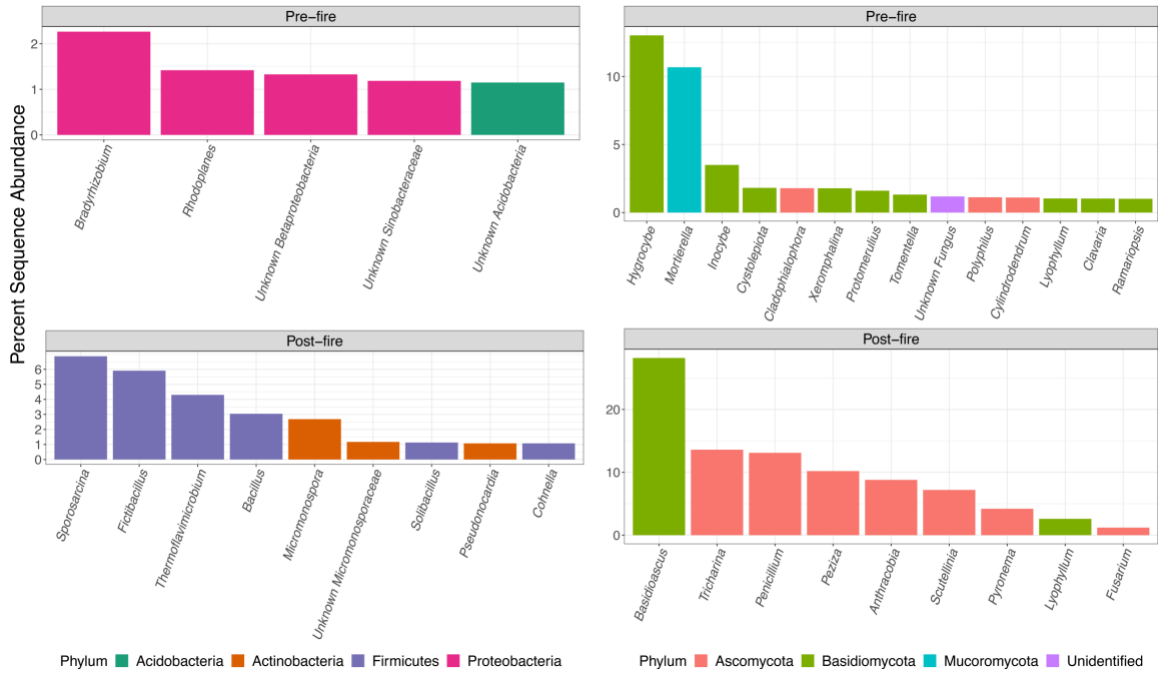 Percent Sequence Abundance
Pre-fire
2
1
0
Bradyrhizobium
Rhodoplanes
Unknown Betaproteobacteria
Unknown Sinobacteraceae
Unknown Acidobacteria
Pre-fire
10
5
0
Hygrocybe
Mortierella
Inocybe
Cystolepiota
Cladophialophora
Xeromphalina
Protomerulius
Tomentella
Unknown Fungus
Polyphilus
Cylindrodendrum
Lyophyllum
Clavaria
Ramariopsis
Post-fire
6
5
4
3
2
1
0
Sporosarcina
Fictibacillus
Thermoflavimicrobium
Bacillus
Micromonospora
Unknown Micromonosporaceae
Solibacillus
Pseudonocardia
Cohnella
Post-fire
20
10
0
Basidioascus
Tricharina
Penicillium
Peziza
Anthracobia
Scutellinia
Pyronema
Lyophyllum
Fusarium
Phylum Acidobacteria Actinobacteria Firmicutes Proteobacteria
Phylum Ascomycota Basidiomycota Mucoromycota Unidentified